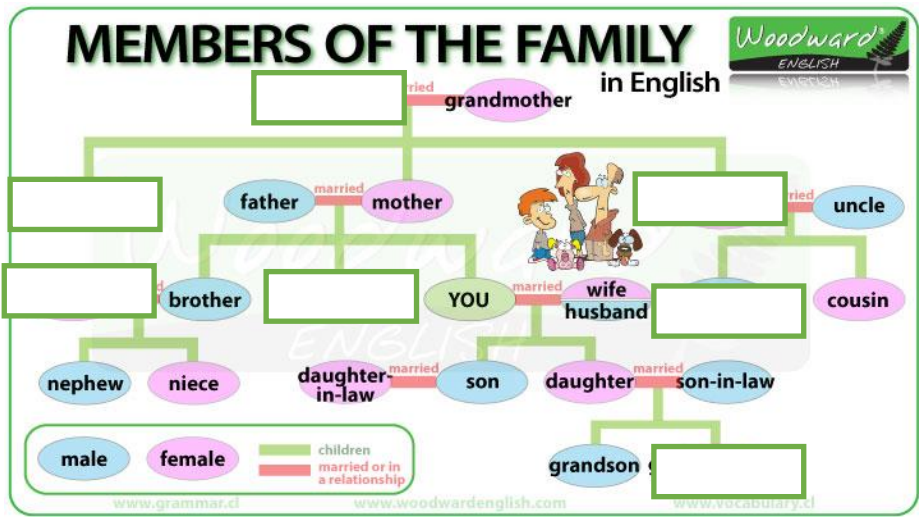 MEMBERS OF THE FAMILY
Woodward®
ENGLISH
in English
grandmother
father
married
mother
uncle
brother
YOU
married
wife
husband
cousin
nephew
niece
daughter-
in-law
married
son
daughter
married
son-in-law
male
female
children
married or in
a relationship
grandson
www.grammar.cl
www.woodwardenglish.com
www.vocabulary.cl
Woodward
ENGLISH